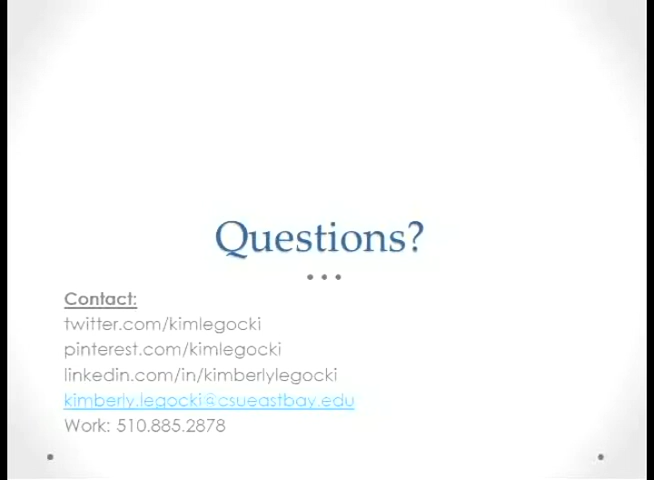 Questions?
Contact:
twitter.com/kimlegocki
pinterest.com/kimlegocki
linkedin.com/in/kimberlylegocki
kimberly.legocki@csueastbay.edu
Work: 510.885.2878